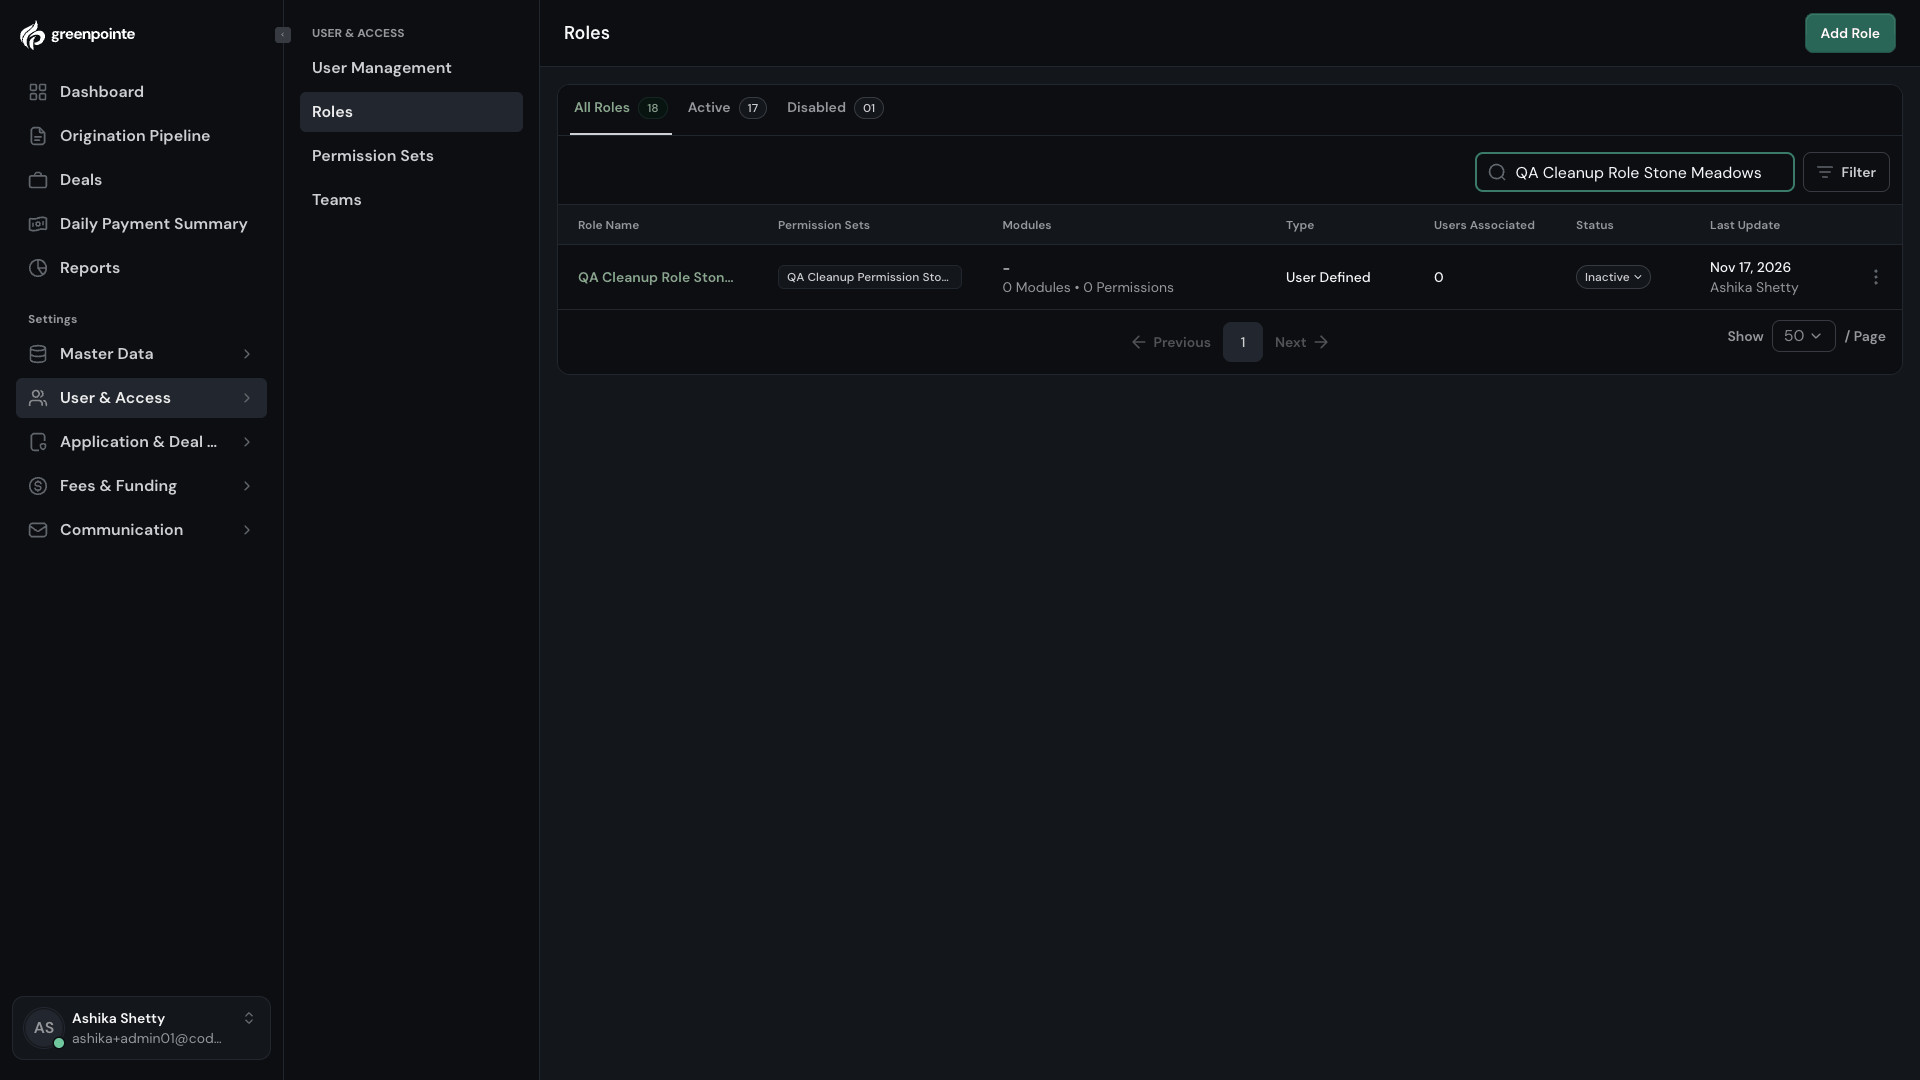 greenpointe
Dashboard
Origination Pipeline
Deals
Daily Payment Summary
Reports
Settings
Master Data
User & Access
Application & Deal ...
Fees & Funding
Communication
AS
Ashika Shetty
ashika+admin01@cod...
USER & ACCESS
User Management
Roles
Permission Sets
Teams
Roles
Add Role
All Roles 18 Active 17 Disabled 01
QA Cleanup Role Stone Meadows
Filter
Role Name Permission Sets Modules Type Users Associated Status Last Update
QA Cleanup Role Ston... QA Cleanup Permission Sto... – User Defined 0 Inactive Nov 17, 2026
0 Modules • 0 Permissions Ashika Shetty
Previous 1 Next
Show 50 / Page